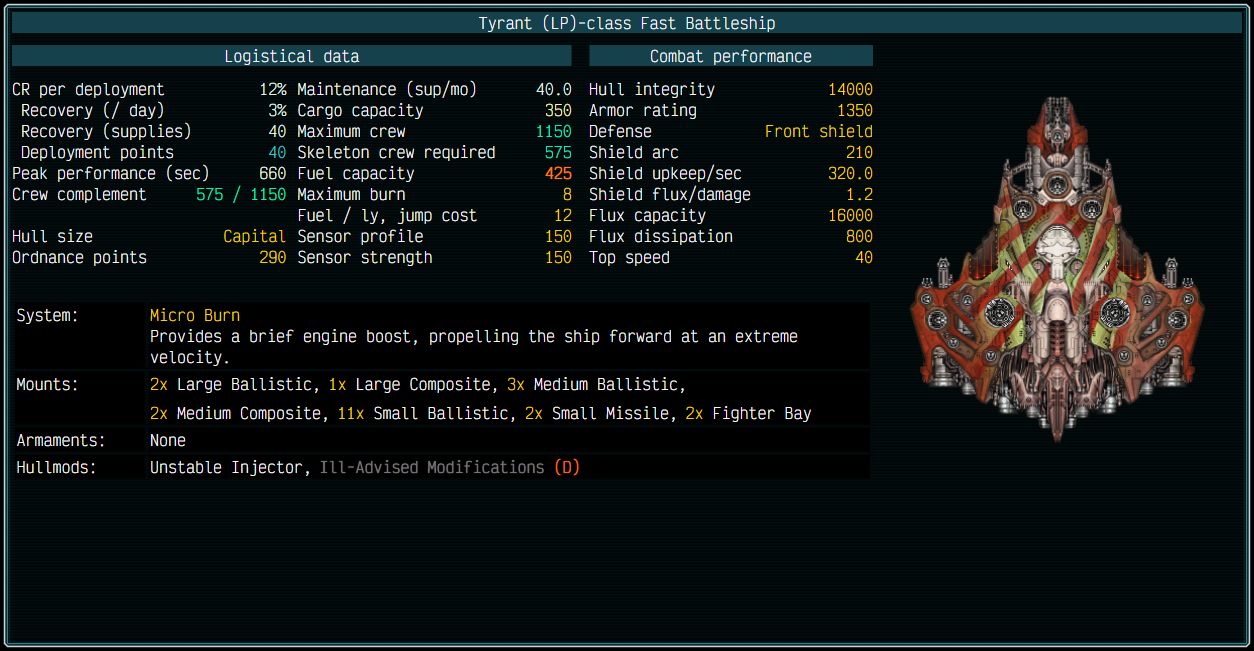 Tyrant (LP)-class Fast Battleship
Logistical data
CR per deployment 12% Maintenance (sup/mo) 40.0
Recovery (/ day) 3% Cargo capacity 350
Recovery (supplies) 40 Maximum crew 1150
Deployment points 40 Skeleton crew required 575
Peak performance (sec) 660 Fuel capacity 425
Crew complement 575 / 1150 Maximum burn 8
Fuel / ly, jump cost 12
Hull size Capital Sensor profile 150
Ordnance points 290 Sensor strength 150
Combat performance
Hull integrity 14000
Armor rating 1350
Defense Front shield
Shield arc 210
Shield upkeep/sec 320.0
Shield flux/damage 1.2
Flux capacity 16000
Flux dissipation 800
Top speed 40
System: Micro Burn
Provides a brief engine boost, propelling the ship forward at an extreme
velocity.
Mounts: 2x Large Ballistic, 1x Large Composite, 3x Medium Ballistic,
2x Medium Composite, 11x Small Ballistic, 2x Small Missile, 2x Fighter Bay
Armaments: None
Hullmods: Unstable Injector, Ill-Advised Modifications (D)